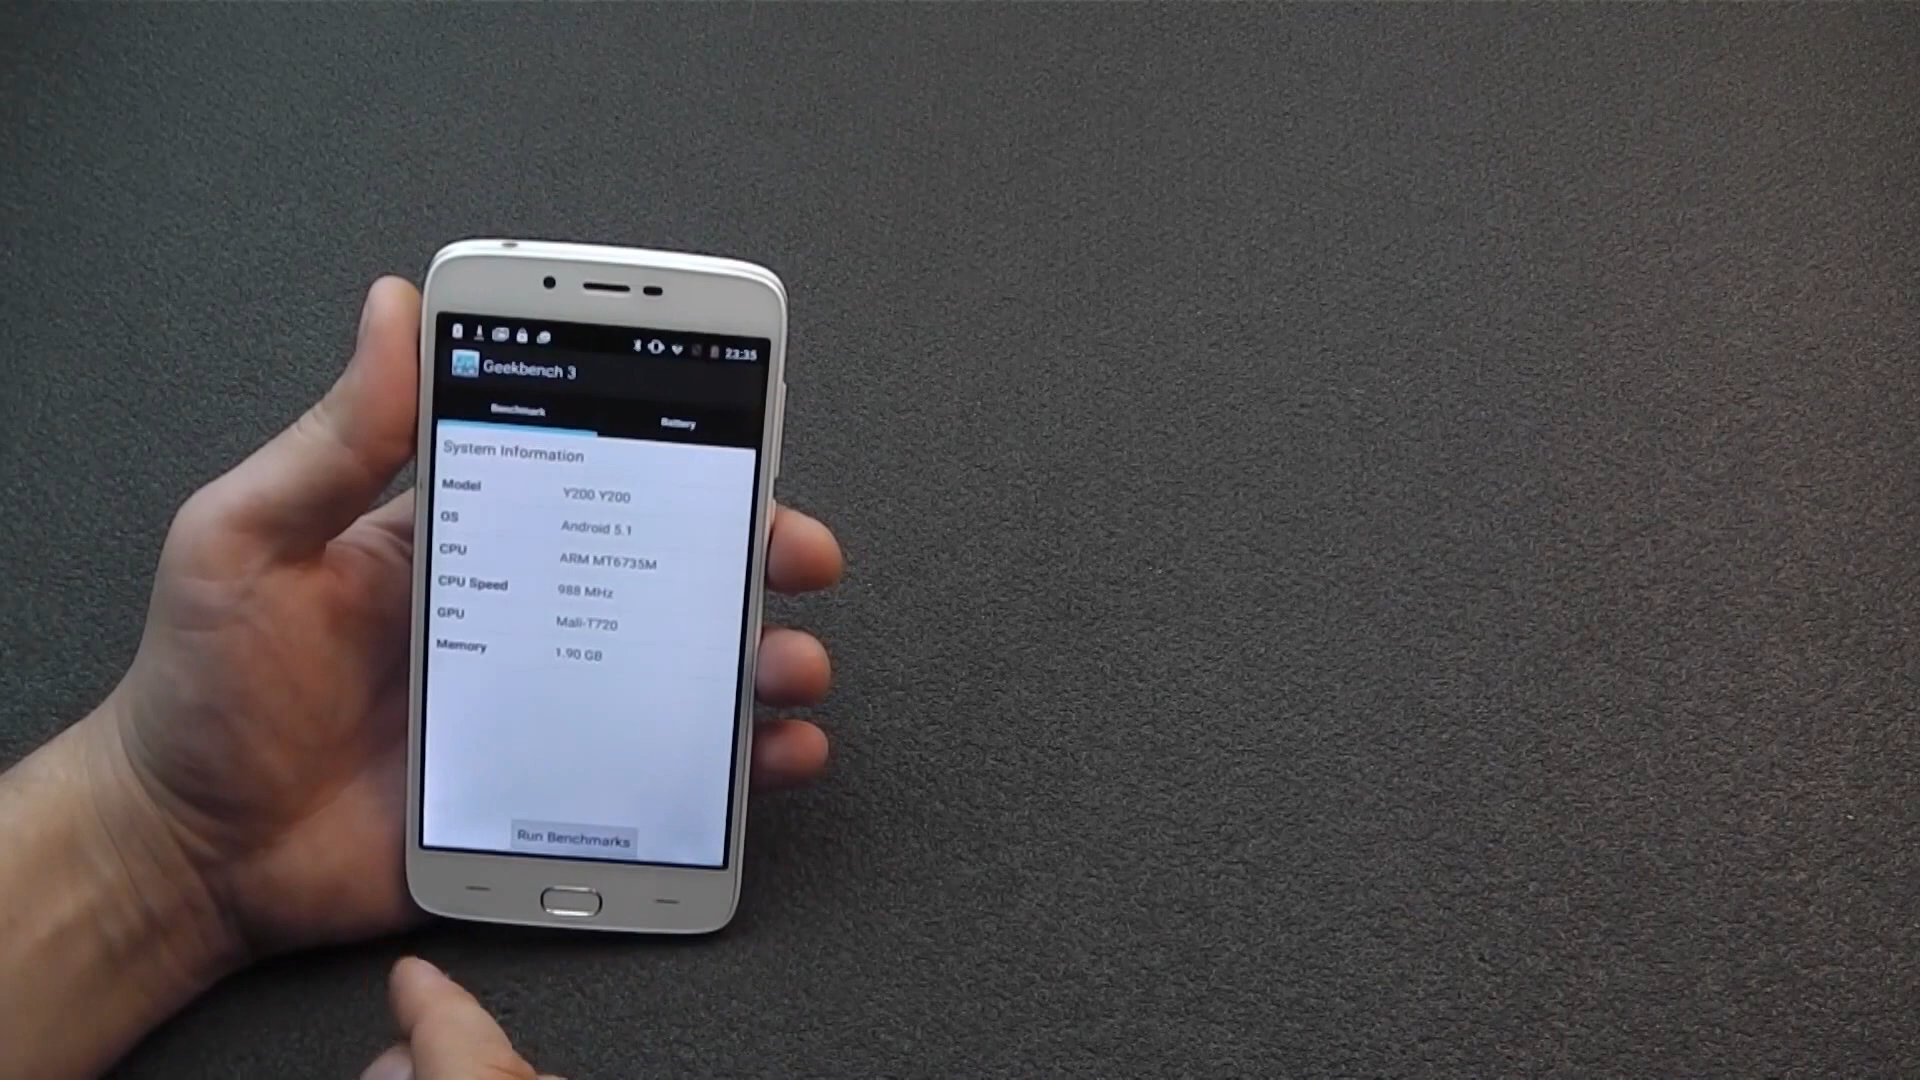 23:35
Geekbench 3
Benchmark Battery
System Information
Model Y200 Y200
OS Android 5.1
CPU ARM MT6735M
CPU Speed 988 MHz
GPU Mali-T720
Memory 1.90 GB
Run Benchmarks